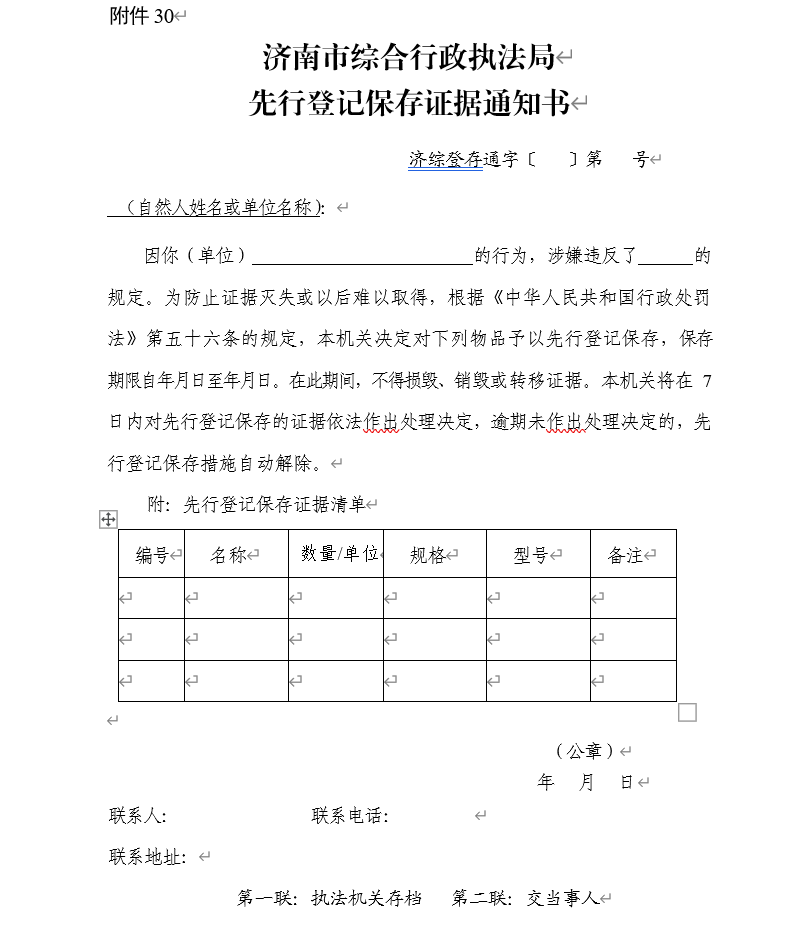 附件 30
济南市综合行政执法局
先行登记保存证据通知书
济综登存通字〔  〕第  号
（自然人姓名或单位名称）：
因你（单位）________________________的行为，涉嫌违反了______的
规定。为防止证据灭失或以后难以取得，根据《中华人民共和国行政处罚
法》第五十六条的规定，本机关决定对下列物品予以先行登记保存，保存
期限自年月日至年月日。在此期间，不得损毁、销毁或转移证据。本机关将在 7
日内对先行登记保存的证据依法作出处理决定，逾期未作出处理决定的，先
行登记保存措施自动解除。
附：先行登记保存证据清单
编号 名称 数量/单位 规格 型号 备注
（公章）
年 月 日
联系人： 联系电话：
联系地址：
第一联：执法机关存档 第二联：交当事人